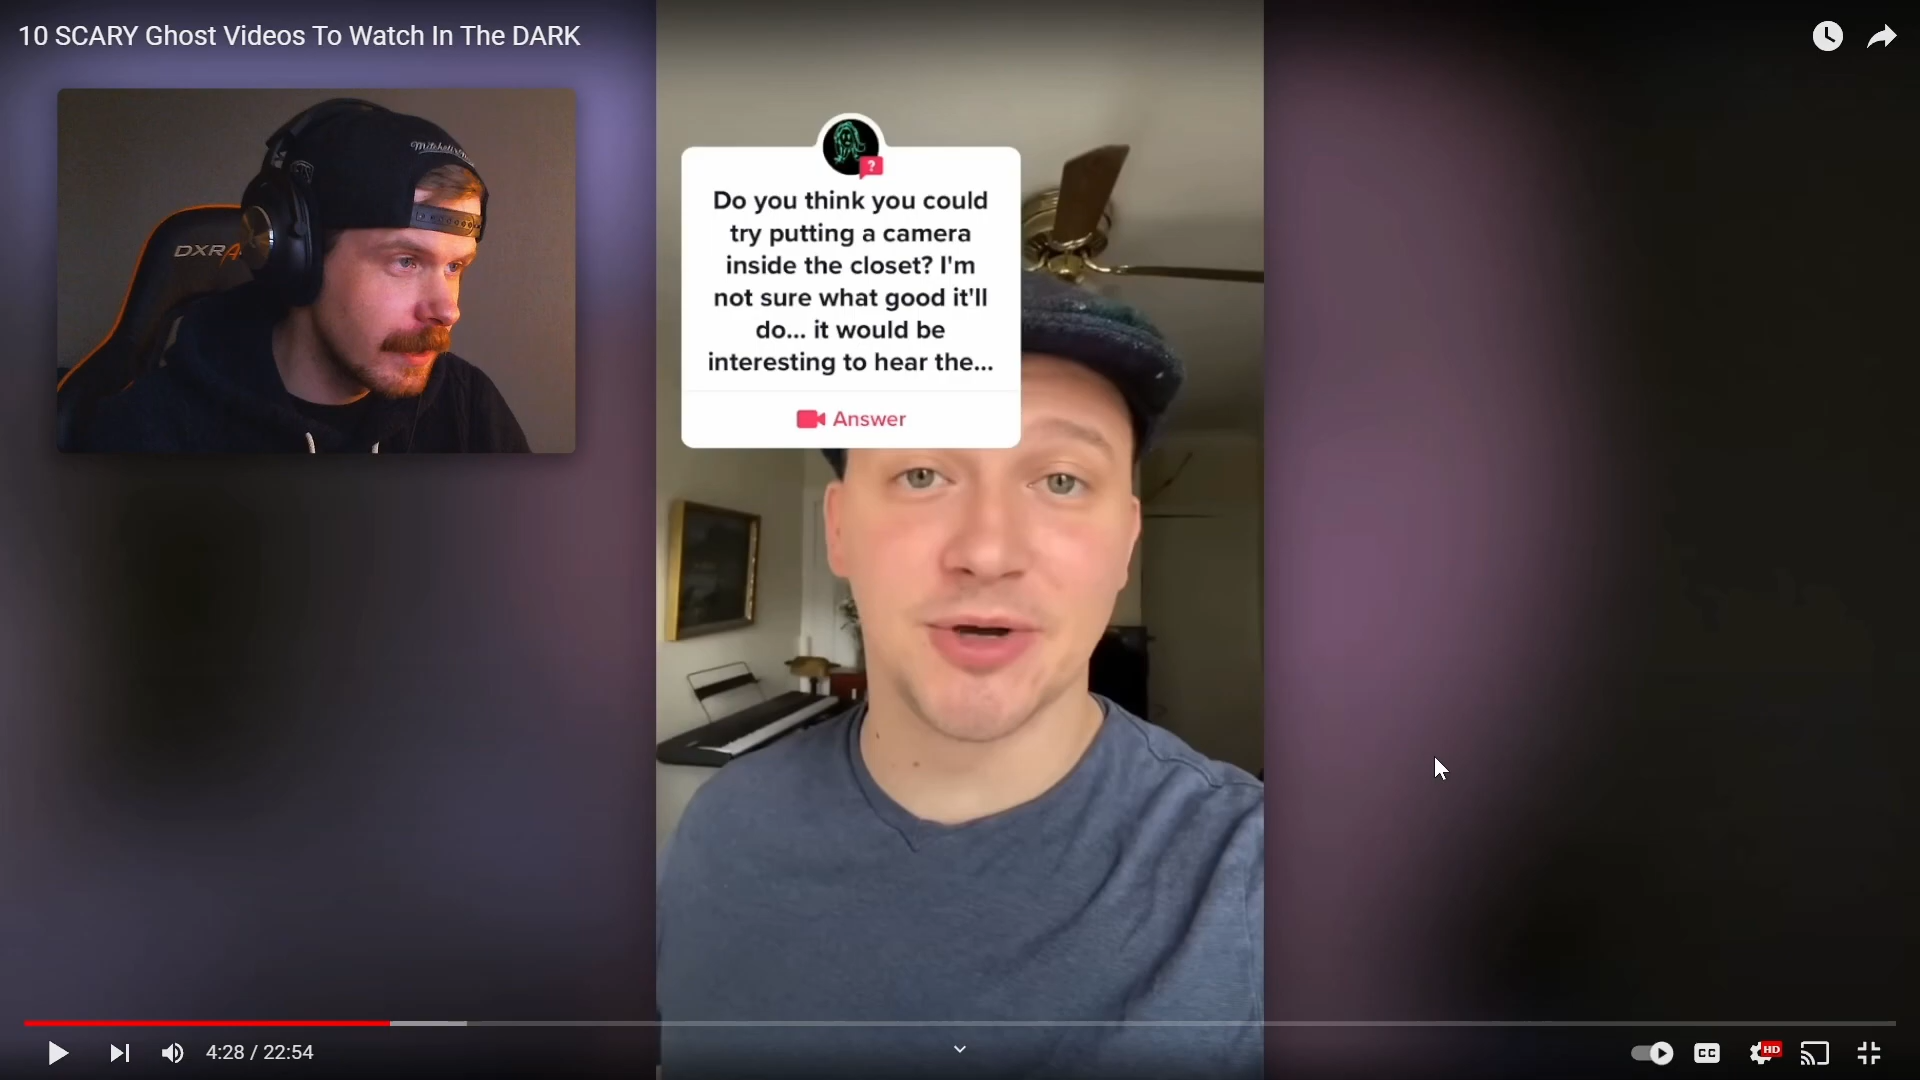 10 SCARY Ghost Videos To Watch In The DARK
DXRA
?
Do you think you could
try putting a camera
inside the closet? I'm
not sure what good it'll
do... it would be
interesting to hear the...
Answer
4:28 / 22:54
CC
HD